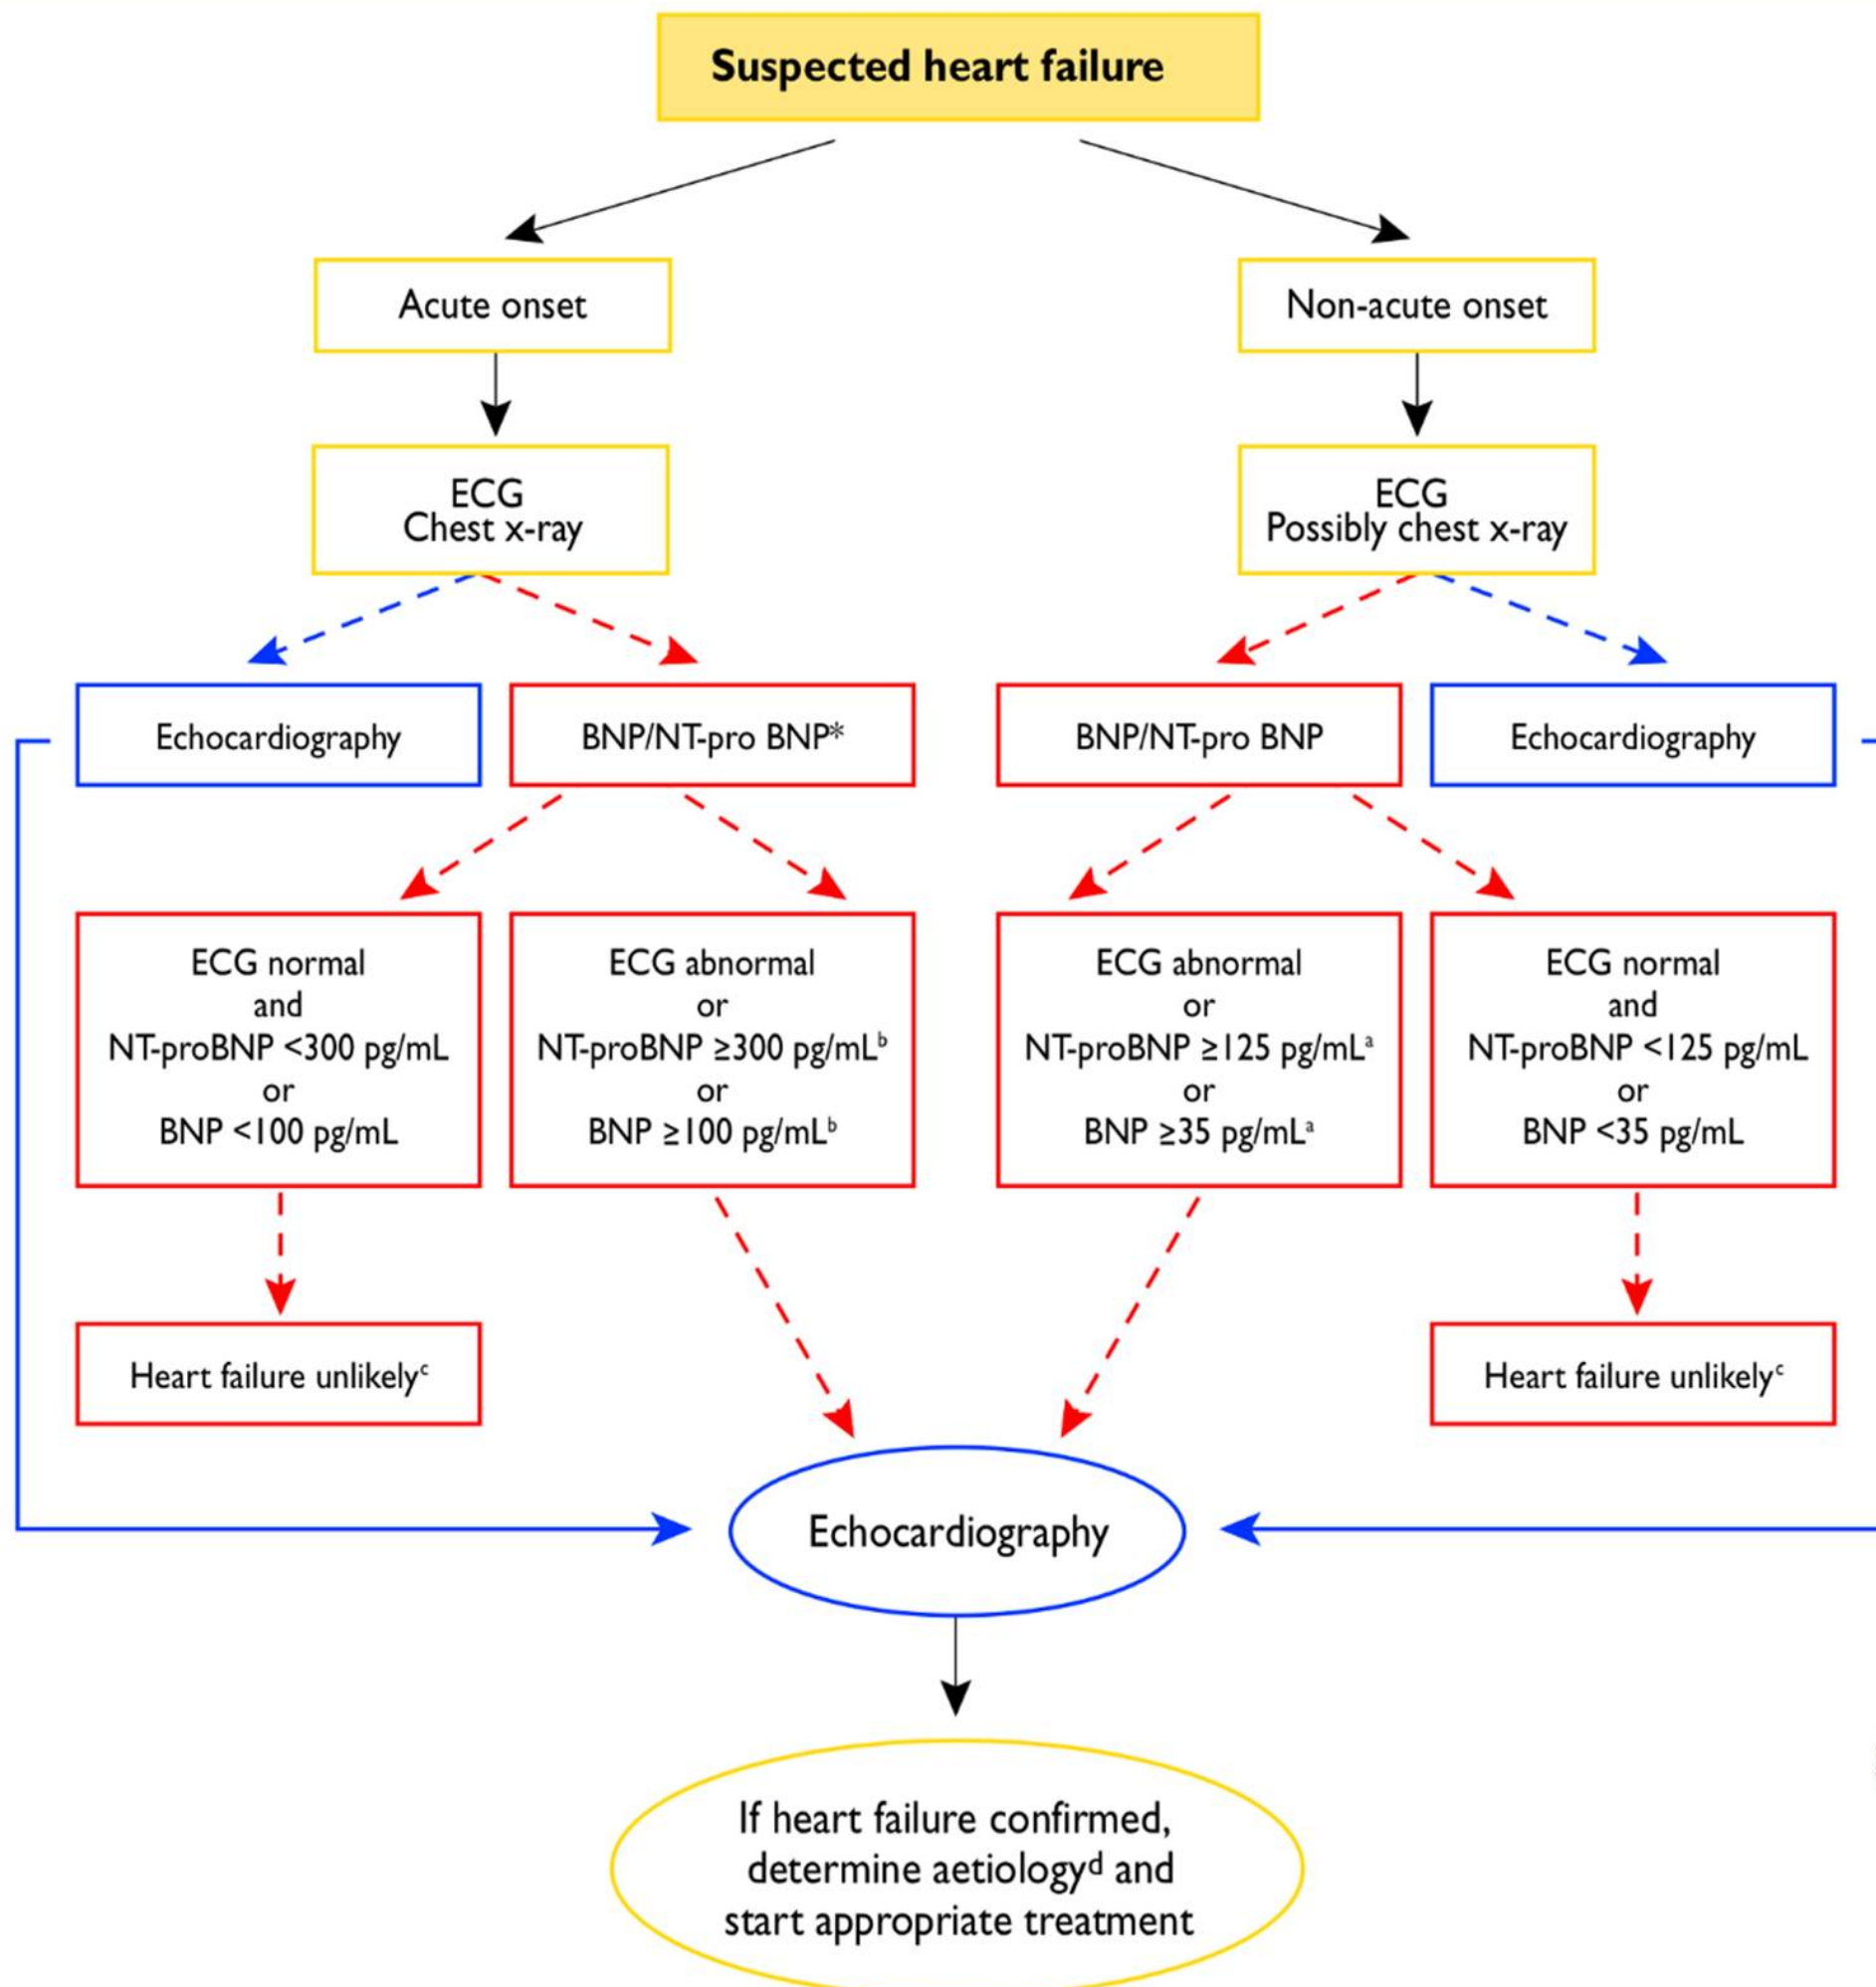 Suspected heart failure
Acute onset
Non-acute onset
ECG
Chest x-ray
ECG
Possibly chest x-ray
Echocardiography
BNP/NT-pro BNP*
BNP/NT-pro BNP
Echocardiography
ECG normal
and
NT-proBNP <300 pg/mL
or
BNP <100 pg/mL
ECG abnormal
or
NT-proBNP ≥300 pg/mLᵇ
or
BNP ≥100 pg/mLᵇ
ECG abnormal
or
NT-proBNP ≥125 pg/mLᵃ
or
BNP ≥35 pg/mLᵃ
ECG normal
and
NT-proBNP <125 pg/mL
or
BNP <35 pg/mL
Heart failure unlikelyᶜ
Heart failure unlikelyᶜ
Echocardiography
If heart failure confirmed,
determine aetiologyᵈ and
start appropriate treatment